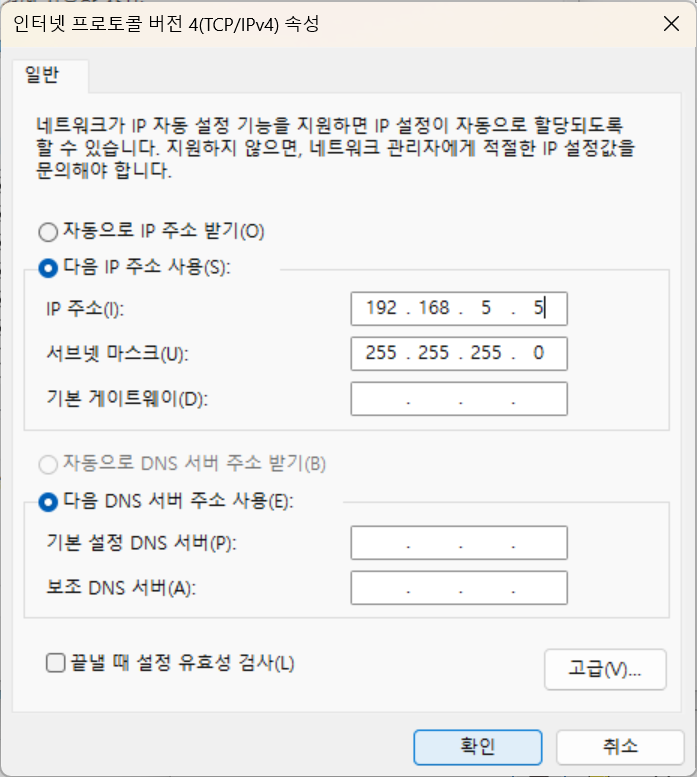 인터넷 프로토콜 버전 4(TCP/IPv4) 속성
일반
네트워크가 IP 자동 설정 기능을 지원하면 IP 설정이 자동으로 할당되도록
할 수 있습니다. 지원하지 않으면, 네트워크 관리자에게 적절한 IP 설정값을
문의해야 합니다.
자동으로 IP 주소 받기(O)
다음 IP 주소 사용(S):
IP 주소(I): 192 . 168 . 5 . 5
서브넷 마스크(U): 255 . 255 . 255 . 0
기본 게이트웨이(D): . . .
자동으로 DNS 서버 주소 받기(B)
다음 DNS 서버 주소 사용(E):
기본 설정 DNS 서버(P): . . .
보조 DNS 서버(A): . . .
끝낼 때 설정 유효성 검사(L)
고급(V)...
확인 취소